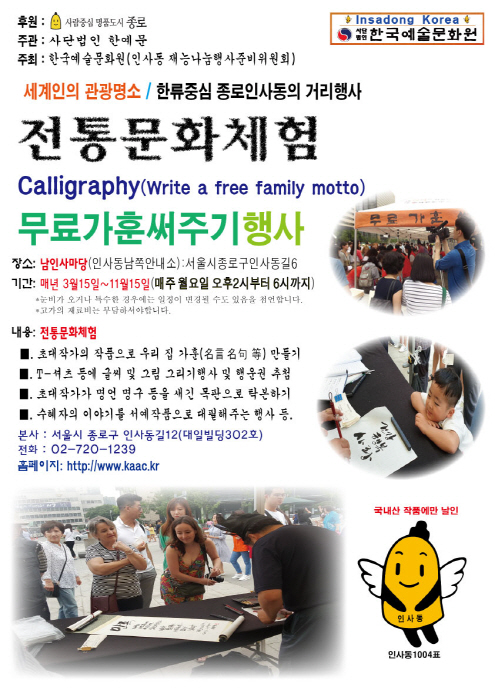 후원 : 사람중심 명품도시 종로
주관 : 사단법인 한예문
주최 : 한국예술문화원(인사동 재능나눔행사준비위원회)
Insadong Korea
사단법인 한국예술문화원
세계인의 관광명소 / 한류중심 종로인사동의 거리행사
전통문화체험
Calligraphy(Write a free family motto)
무료가훈써주기행사
무료가훈
장소: 남인사마당(인사동남쪽안내소):서울시종로구인사동길6
기간: 매년 3월15일~11월15일(매주 월요일 오후2시부터 6시까지)
*눈비가 오거나 특수한 경우에는 일정이 변경될 수도 있음을 첨언합니다.
*고가의 재료비는 부담하셔야합니다.
내용: 전통문화체험
■. 초대작가의 작품으로 우리 집 가훈(名言名句 等) 만들기
■. T-셔츠 등에 글씨 및 그림 그리기행사 및 행운권 추첨
■. 초대작가가 명언 명구 등을 새긴 목판으로 탁본하기
■. 수혜자의 이야기를 서예작품으로 대필해주는 행사 등.
본사 : 서울시 종로구 인사동길12(대일빌딩302호)
전화 : 02-720-1239
홈페이지: http://www.kaac.kr
국내산 작품에만 날인
인사동
인사동1004표